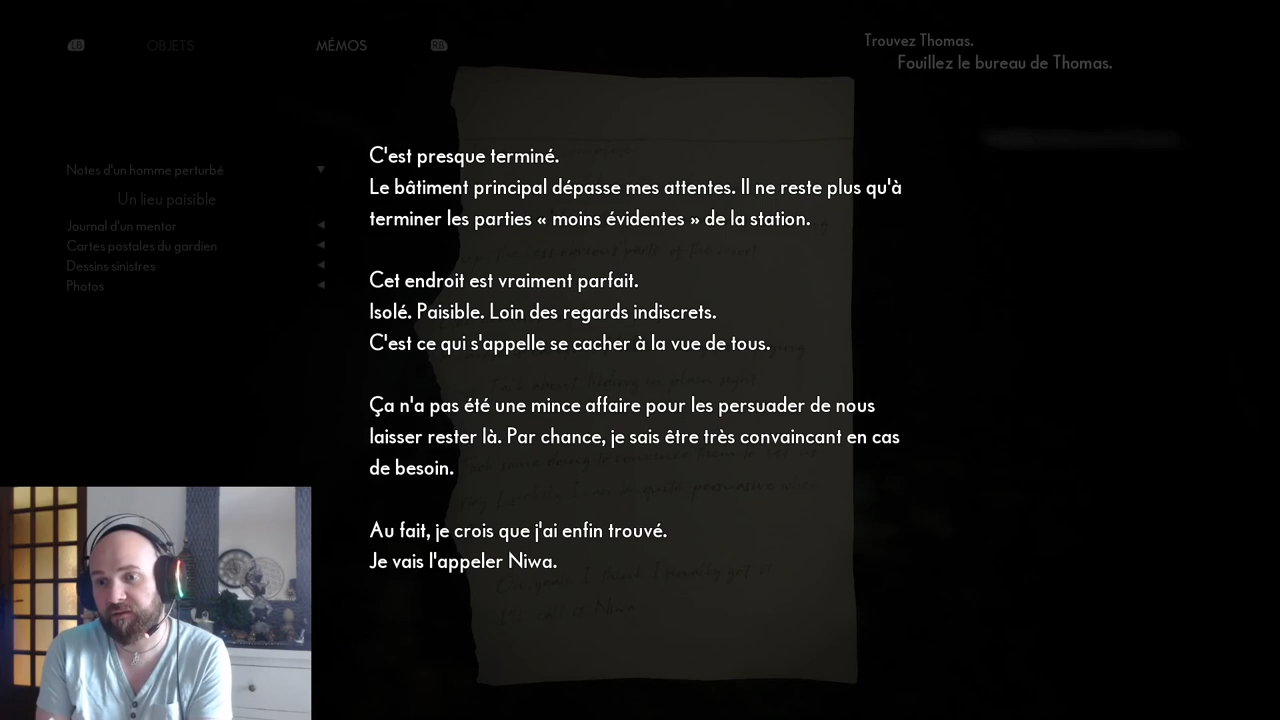 LB
OBJETS
MÉMOS
RB
Trouvez Thomas.
Fouillez le bureau de Thomas.
Notes d'un homme perturbé
Un lieu paisible
Journal d'un mentor
Cartes postales du gardien
Dessins sinistres
Photos
C'est presque terminé.
Le bâtiment principal dépasse mes attentes. Il ne reste plus qu'à
terminer les parties « moins évidentes » de la station.
Cet endroit est vraiment parfait.
Isolé. Paisible. Loin des regards indiscrets.
C'est ce qui s'appelle se cacher à la vue de tous.
Ça n'a pas été une mince affaire pour les persuader de nous
laisser rester là. Par chance, je sais être très convaincant en cas
de besoin.
Au fait, je crois que j'ai enfin trouvé.
Je vais l'appeler Niwa.